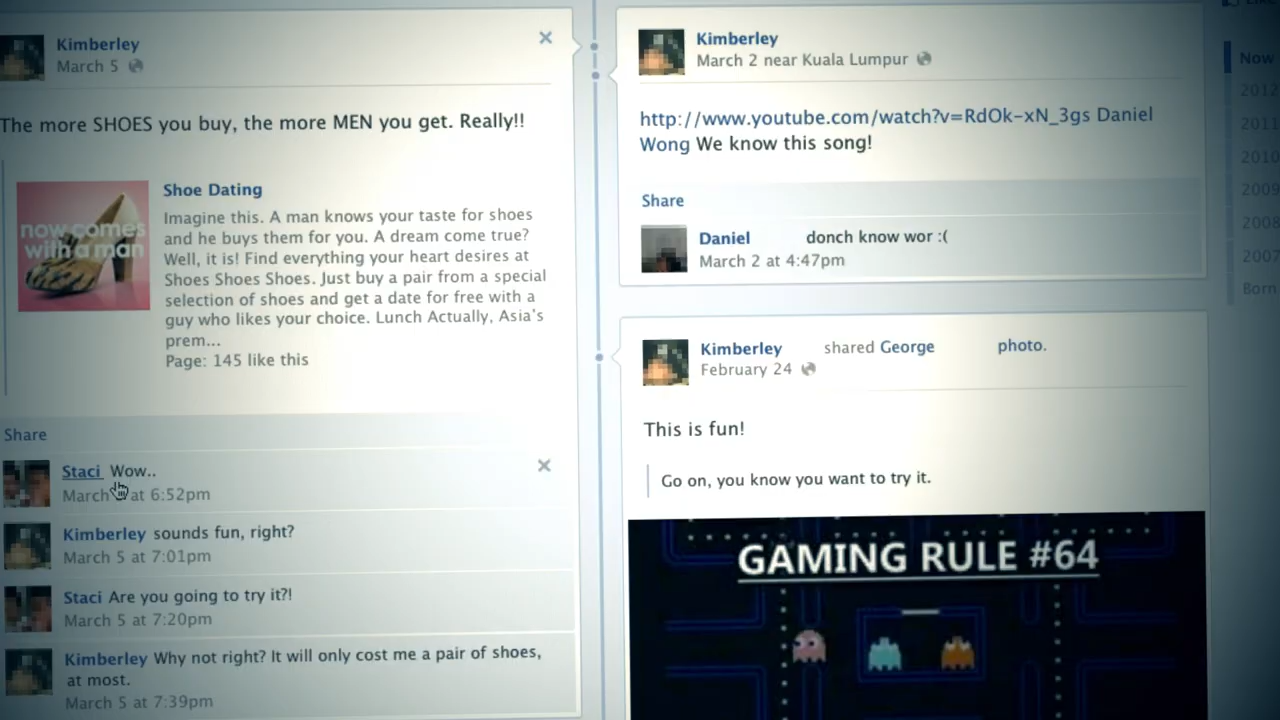 Kimberley
March 5
The more SHOES you buy, the more MEN you get. Really!!
now comes
with a man
Shoe Dating
Imagine this. A man knows your taste for shoes
and he buys them for you. A dream come true?
Well, it is! Find everything your heart desires at
Shoes Shoes Shoes. Just buy a pair from a special
selection of shoes and get a date for free with a
guy who likes your choice. Lunch Actually, Asia's
prem...
Page: 145 like this
Share
Staci Wow..
March at 6:52pm
Kimberley sounds fun, right?
March 5 at 7:01pm
Staci Are you going to try it?!
March 5 at 7:20pm
Kimberley Why not right? It will only cost me a pair of shoes,
at most.
March 5 at 7:39pm
Kimberley
March 2 near Kuala Lumpur
http://www.youtube.com/watch?v=RdOk-xN_3gs Daniel
Wong We know this song!
Share
Daniel donch know wor :(
March 2 at 4:47pm
Kimberley shared George photo.
February 24
This is fun!
Go on, you know you want to try it.
GAMING RULE #64
Now
2012
2011
2010
2009
2008
2007
Born